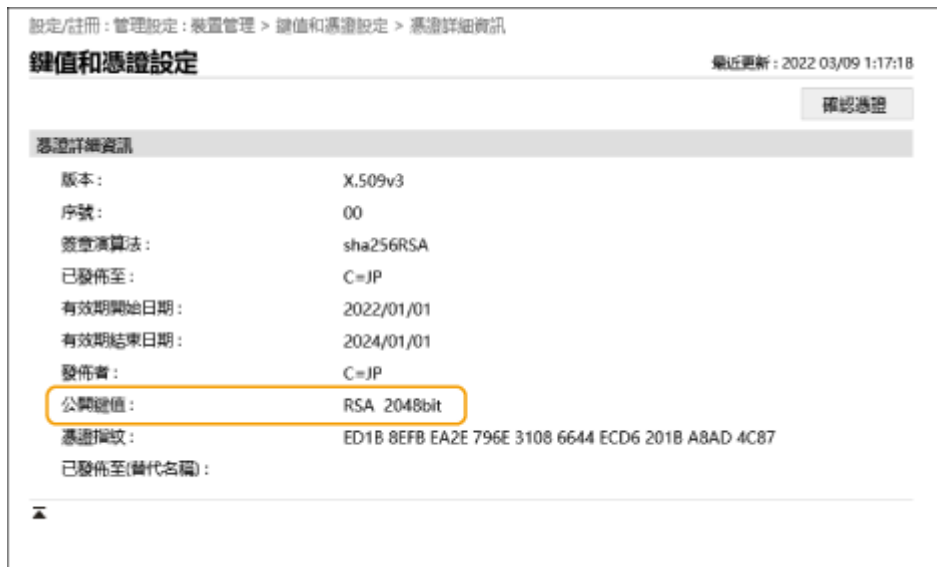 設定/註冊 : 管理設定 : 裝置管理 > 鍵值和憑證設定 > 憑證詳細資訊
鍵值和憑證設定
最近更新 : 2022 03/09 1:17:18
確認憑證
憑證詳細資訊
版本 : X.509v3
序號 : 00
簽章演算法 : sha256RSA
已發佈至 : C=JP
有效期開始日期 : 2022/01/01
有效期結束日期 : 2024/01/01
發佈者 : C=JP
公開鍵值 : RSA 2048bit
憑證指紋 : ED1B 8EFB EA2E 796E 3108 6644 ECD6 201B A8AD 4C87
已發佈至(替代名稱) :